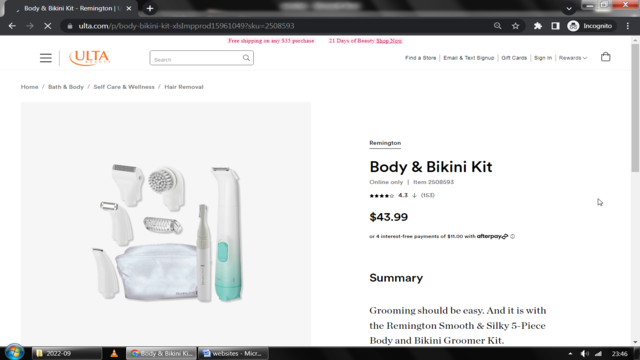 Body & Bikini Kit - Remington | U
Incognito
ulta.com/p/body-bikini-kit-xlsImpprod15961049?sku=2508593
Free shipping on any $35 purchase 21 Days of Beauty Shop Now
ULTA
BEAUTY
Search
Find a Store | Email & Text Signup | Gift Cards | Sign In | Rewards
Home / Bath & Body / Self Care & Wellness / Hair Removal
Remington
Body & Bikini Kit
Online only | Item 2508593
4.3 (153)
$43.99
or 4 interest-free payments of $11.00 with afterpay
Summary
Grooming should be easy. And it is with
the Remington Smooth & Silky 5-Piece
Body and Bikini Groomer Kit.
2022-09
Body & Bikini Ki...
websites - Micr...
23:46